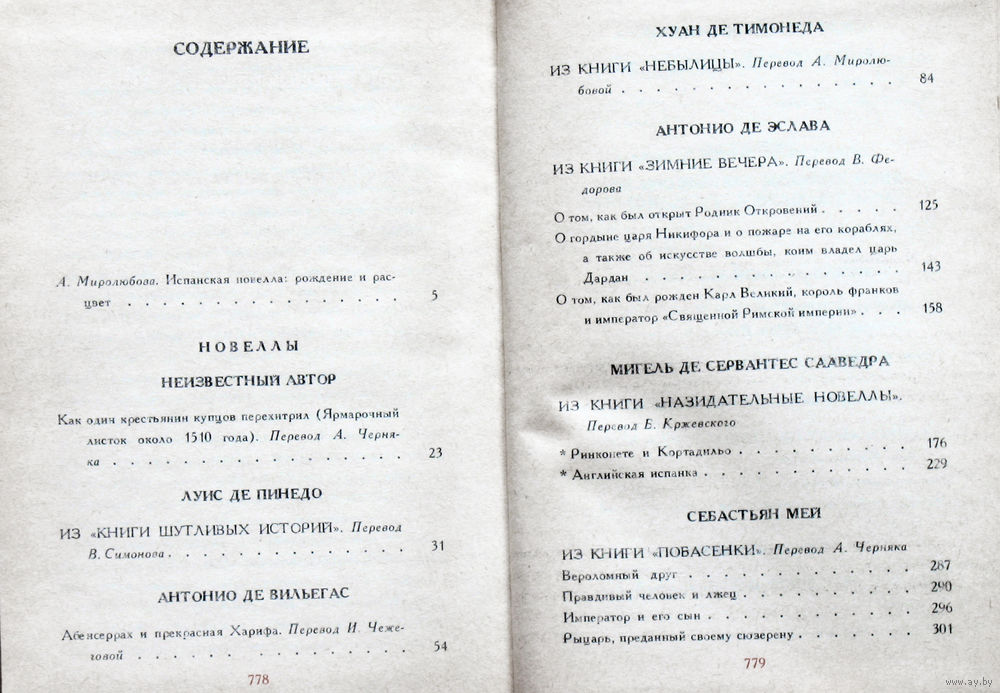 СОДЕРЖАНИЕ
А. Миролюбова. Испанская новелла: рождение и рас-
цвет . . . . . . . . . . . . . . . . 5
НОВЕЛЛЫ
НЕИЗВЕСТНЫЙ АВТОР
Как один крестьянин купцов перехитрил (Ярмарочный
листок около 1510 года). Перевод А. Черня-
ка . . . . . . . . . . . . . . . . 23
ЛУИС ДЕ ПИНЕДО
ИЗ «КНИГИ ШУТЛИВЫХ ИСТОРИЙ». Перевод
В. Симонова . . . . . . . . . . . . . 31
АНТОНИО ДЕ ВИЛЬЕГАС
Абенсеррах и прекрасная Харифа. Перевод И. Чеже-
говой . . . . . . . . . . . . . . . 54
778
ХУАН ДЕ ТИМОНЕДА
ИЗ КНИГИ «НЕБЫЛИЦЫ». Перевод А. Миролю-
бовой . . . . . . . . . . . . . . . 84
АНТОНИО ДЕ ЭСЛАВА
ИЗ КНИГИ «ЗИМНИЕ ВЕЧЕРА». Перевод В. Фе-
дорова
О том, как был открыт Родник Откровений . . . . 125
О гордыне царя Никифора и о пожаре на его кораблях,
а также об искусстве волшбы, коим владел царь
Дардан . . . . . . . . . . . . . . 143
О том, как был рожден Карл Великий, король франков
и император «Священной Римской империи» . . . 158
МИГЕЛЬ ДЕ СЕРВАНТЕС СААВЕДРА
ИЗ КНИГИ «НАЗИДАТЕЛЬНЫЕ НОВЕЛЛЫ».
Перевод Б. Кржевского
* Ринконете и Кортадильо . . . . . . . . . 176
* Английская испанка . . . . . . . . . . . 229
СЕБАСТЬЯН МЕЙ
ИЗ КНИГИ «ПОБАСЕНКИ». Перевод А. Черняка
Вероломный друг . . . . . . . . . . . . 287
Правдивый человек и лжец . . . . . . . . . 290
Император и его сын . . . . . . . . . . . 296
Рыцарь, преданный своему сюзерену . . . . . . 301
779
www.ay.by